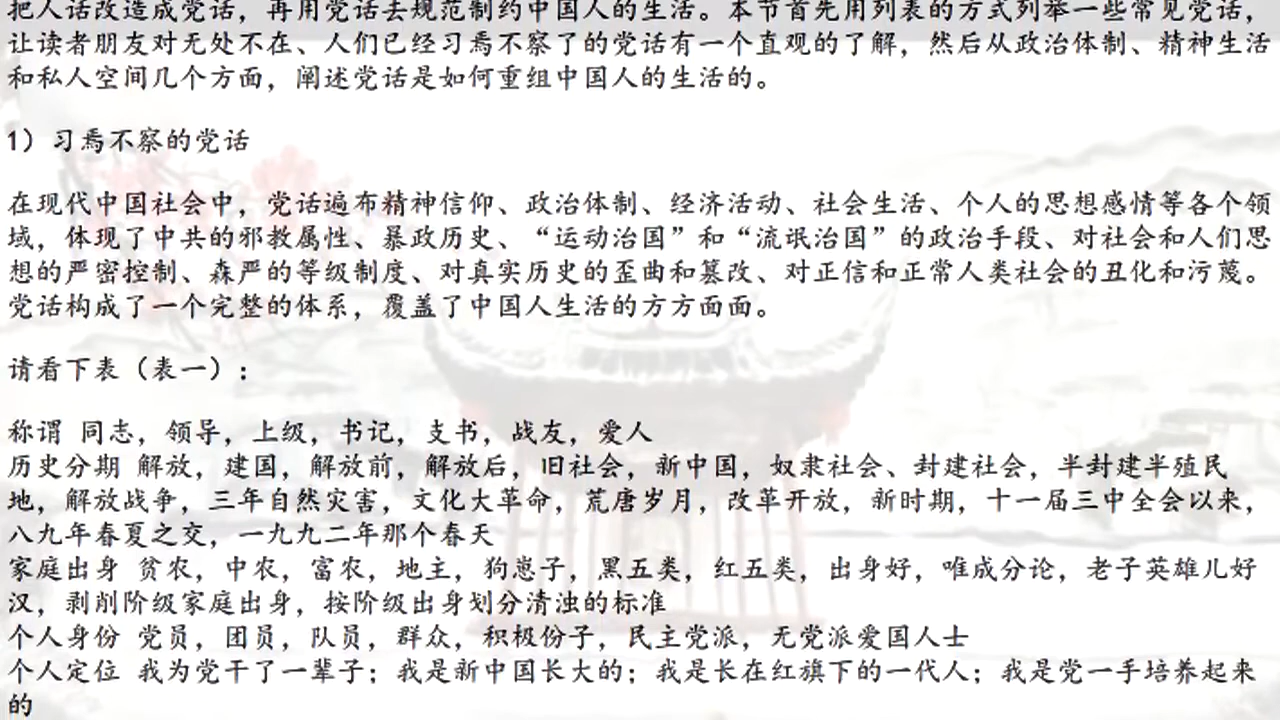 把人话改造成党话，再用党话去规范制约中国人的生活。本节首先用列表的方式列举一些常见党话，
让读者朋友对无处不在、人们已经习焉不察了的党话有一个直观的了解，然后从政治体制、精神生活
和私人空间几个方面，阐述党话是如何重组中国人的生活的。
1）习焉不察的党话
在现代中国社会中，党话遍布精神信仰、政治体制、经济活动、社会生活、个人的思想感情等各个领
域，体现了中共的邪教属性、暴政历史、“运动治国”和“流氓治国”的政治手段、对社会和人们思
想的严密控制、森严的等级制度、对真实历史的歪曲和篡改、对正信和正常人类社会的丑化和污蔑。
党话构成了一个完整的体系，覆盖了中国人生活的方方面面。
请看下表（表一）：
称谓 同志，领导，上级，书记，支书，战友，爱人
历史分期 解放，建国，解放前，解放后，旧社会，新中国，奴隶社会、封建社会，半封建半殖民
地，解放战争，三年自然灾害，文化大革命，荒唐岁月，改革开放，新时期，十一届三中全会以来，
八九年春夏之交，一九九二年那个春天
家庭出身 贫农，中农，富农，地主，狗崽子，黑五类，红五类，出身好，唯成分论，老子英雄儿好
汉，剥削阶级家庭出身，按阶级出身划分清浊的标准
个人身份 党员，团员，队员，群众，积极份子，民主党派，无党派爱国人士
个人定位 我为党干了一辈子；我是新中国长大的；我是长在红旗下的一代人；我是党一手培养起来
的